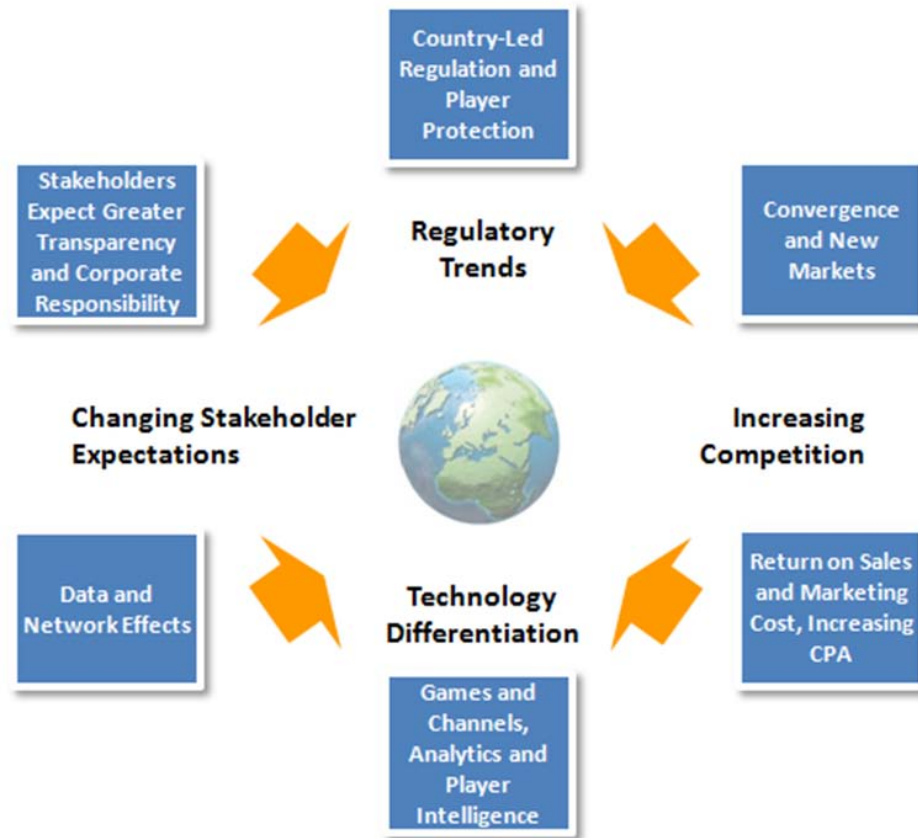 Country-Led
Regulation and
Player
Protection
Stakeholders
Expect Greater
Transparency
and Corporate
Responsibility
Regulatory
Trends
Convergence
and New
Markets
Changing Stakeholder
Expectations
Increasing
Competition
Data and
Network Effects
Technology
Differentiation
Return on Sales
and Marketing
Cost, Increasing
CPA
Games and
Channels,
Analytics and
Player
Intelligence